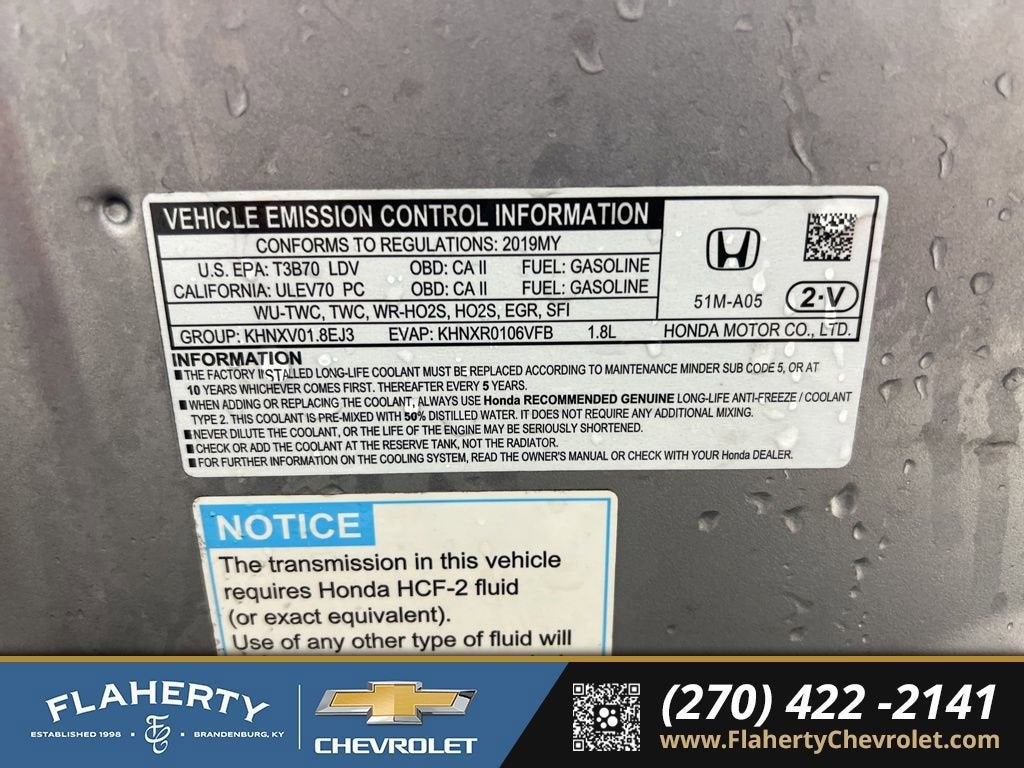 VEHICLE EMISSION CONTROL INFORMATION
CONFORMS TO REGULATIONS: 2019MY
U.S. EPA: T3B70 LDV OBD: CA II FUEL: GASOLINE
CALIFORNIA: ULEV70 PC OBD: CA II FUEL: GASOLINE
WU-TWC, TWC, WR-HO2S, HO2S, EGR, SFI
51M-A05 2·V
GROUP: KHNXV01.8EJ3 EVAP: KHNXR0106VFB 1.8L HONDA MOTOR CO., LTD.
INFORMATION
■ THE FACTORY INSTALLED LONG-LIFE COOLANT MUST BE REPLACED ACCORDING TO MAINTENANCE MINDER SUB CODE 5, OR AT
10 YEARS WHICHEVER COMES FIRST. THEREAFTER EVERY 5 YEARS.
■ WHEN ADDING OR REPLACING THE COOLANT, ALWAYS USE Honda RECOMMENDED GENUINE LONG-LIFE ANTI-FREEZE / COOLANT
TYPE 2. THIS COOLANT IS PRE-MIXED WITH 50% DISTILLED WATER. IT DOES NOT REQUIRE ANY ADDITIONAL MIXING.
■ NEVER DILUTE THE COOLANT, OR THE LIFE OF THE ENGINE MAY BE SERIOUSLY SHORTENED.
■ CHECK OR ADD THE COOLANT AT THE RESERVE TANK, NOT THE RADIATOR.
■ FOR FURTHER INFORMATION ON THE COOLING SYSTEM, READ THE OWNER'S MANUAL OR CHECK WITH YOUR Honda DEALER.
NOTICE
The transmission in this vehicle
requires Honda HCF-2 fluid
(or exact equivalent).
Use of any other type of fluid will
FLAHERTY
ESTABLISHED 1998 • BRANDENBURG, KY
CHEVROLET
(270) 422 -2141
www.FlahertyChevrolet.com